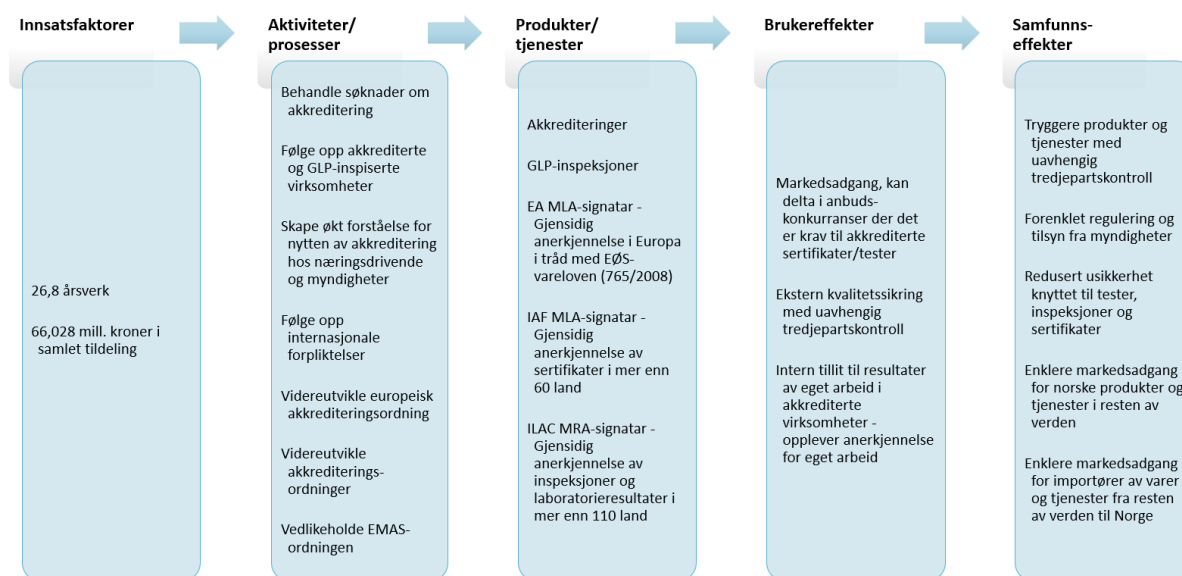 Innsatsfaktorer
26,8 årsverk
66,028 mill. kroner i
samlet tildeling
Aktiviteter/
prosesser
Behandle søknader om
akkreditering
Følge opp akkrediterte
og GLP-inspiserte
virksomheter
Skape økt forståelse for
nytten av akkreditering
hos næringsdrivende
og myndigheter
Følge opp
internasjonale
forpliktelser
Videreutvikle europeisk
akkrediteringsordning
Videreutvikle
akkrediterings-
ordninger
Vedlikeholde EMAS-
ordningen
Produkter/
tjenester
Akkrediteringer
GLP-inspeksjoner
EA MLA-signatar -
Gjensidig
anerkjennelse i Europa
i tråd med EØS-
vareloven (765/2008)
IAF MLA-signatar -
Gjensidig
anerkjennelse av
sertifikater i mer enn
60 land
ILAC MRA-signatar -
Gjensidig
anerkjennelse av
inspeksjoner og
laboratorieresultater i
mer enn 110 land
Brukereffekter
Markedsadgang, kan
delta i anbuds-
konkurranser der det
er krav til akkrediterte
sertifikater/tester
Ekstern kvalitetssikring
med uavhengig
tredjepartskontroll
Intern tillit til resultater
av eget arbeid i
akkrediterte
virksomheter -
opplever anerkjennelse
for eget arbeid
Samfunns-
effekter
Tryggere produkter og
tjenester med
uavhengig
tredjepartskontroll
Forenklet regulering og
tilsyn fra myndigheter
Redusert usikkerhet
knyttet til tester,
inspeksjoner og
sertifikater
Enklere markedsadgang
for norske produkter og
tjenester i resten av
verden
Enklere markedsadgang
for importører av varer
og tjenester fra resten
av verden til Norge